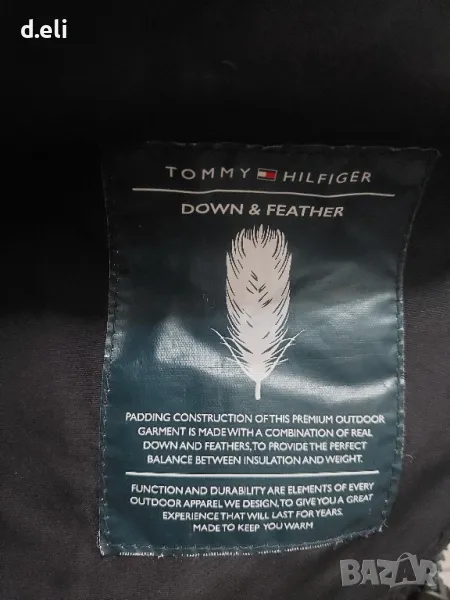 d.eli
TOMMY HILFIGER
DOWN & FEATHER
PADDING CONSTRUCTION OF THIS PREMIUM OUTDOOR
GARMENT IS MADE WITH A COMBINATION OF REAL
DOWN AND FEATHERS, TO PROVIDE THE PERFECT
BALANCE BETWEEN INSULATION AND WEIGHT.
FUNCTION AND DURABILITY ARE ELEMENTS OF EVERY
OUTDOOR APPAREL WE DESIGN, TO GIVE YOU A GREAT
EXPERIENCE THAT WILL LAST FOR YEARS.
MADE TO KEEP YOU WARM
BAZAR